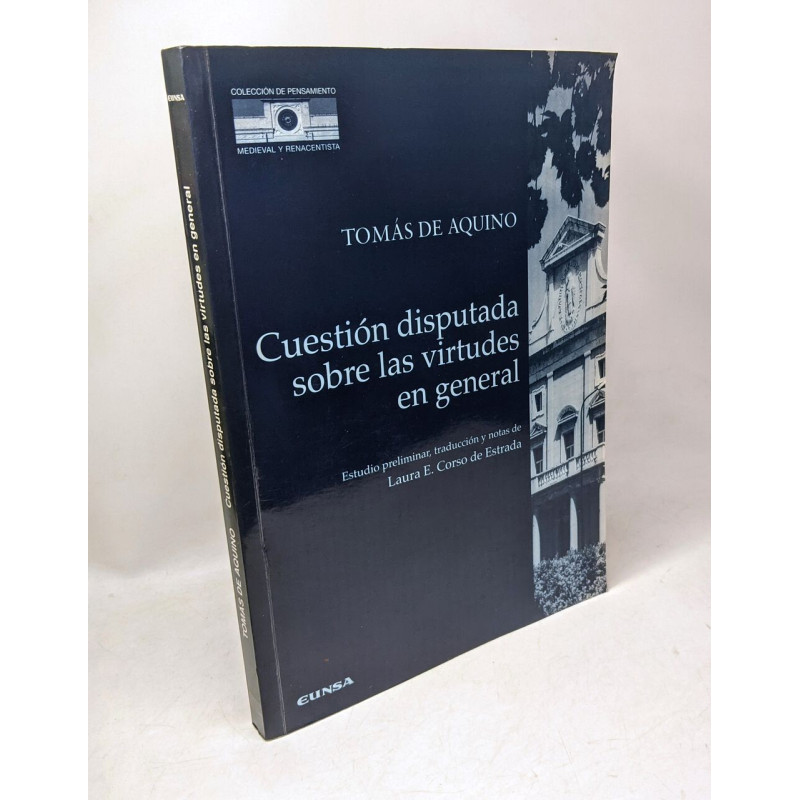 COLECCIÓN DE PENSAMIENTO
MEDIEVAL Y RENACENTISTA
TOMÁS DE AQUINO
Cuestión disputada
sobre las virtudes
en general
Estudio preliminar, traducción y notas de
Laura E. Corso de Estrada
EUNSA
EUNSA
Cuestión disputada sobre las virtudes en general
TOMÁS DE AQUINO